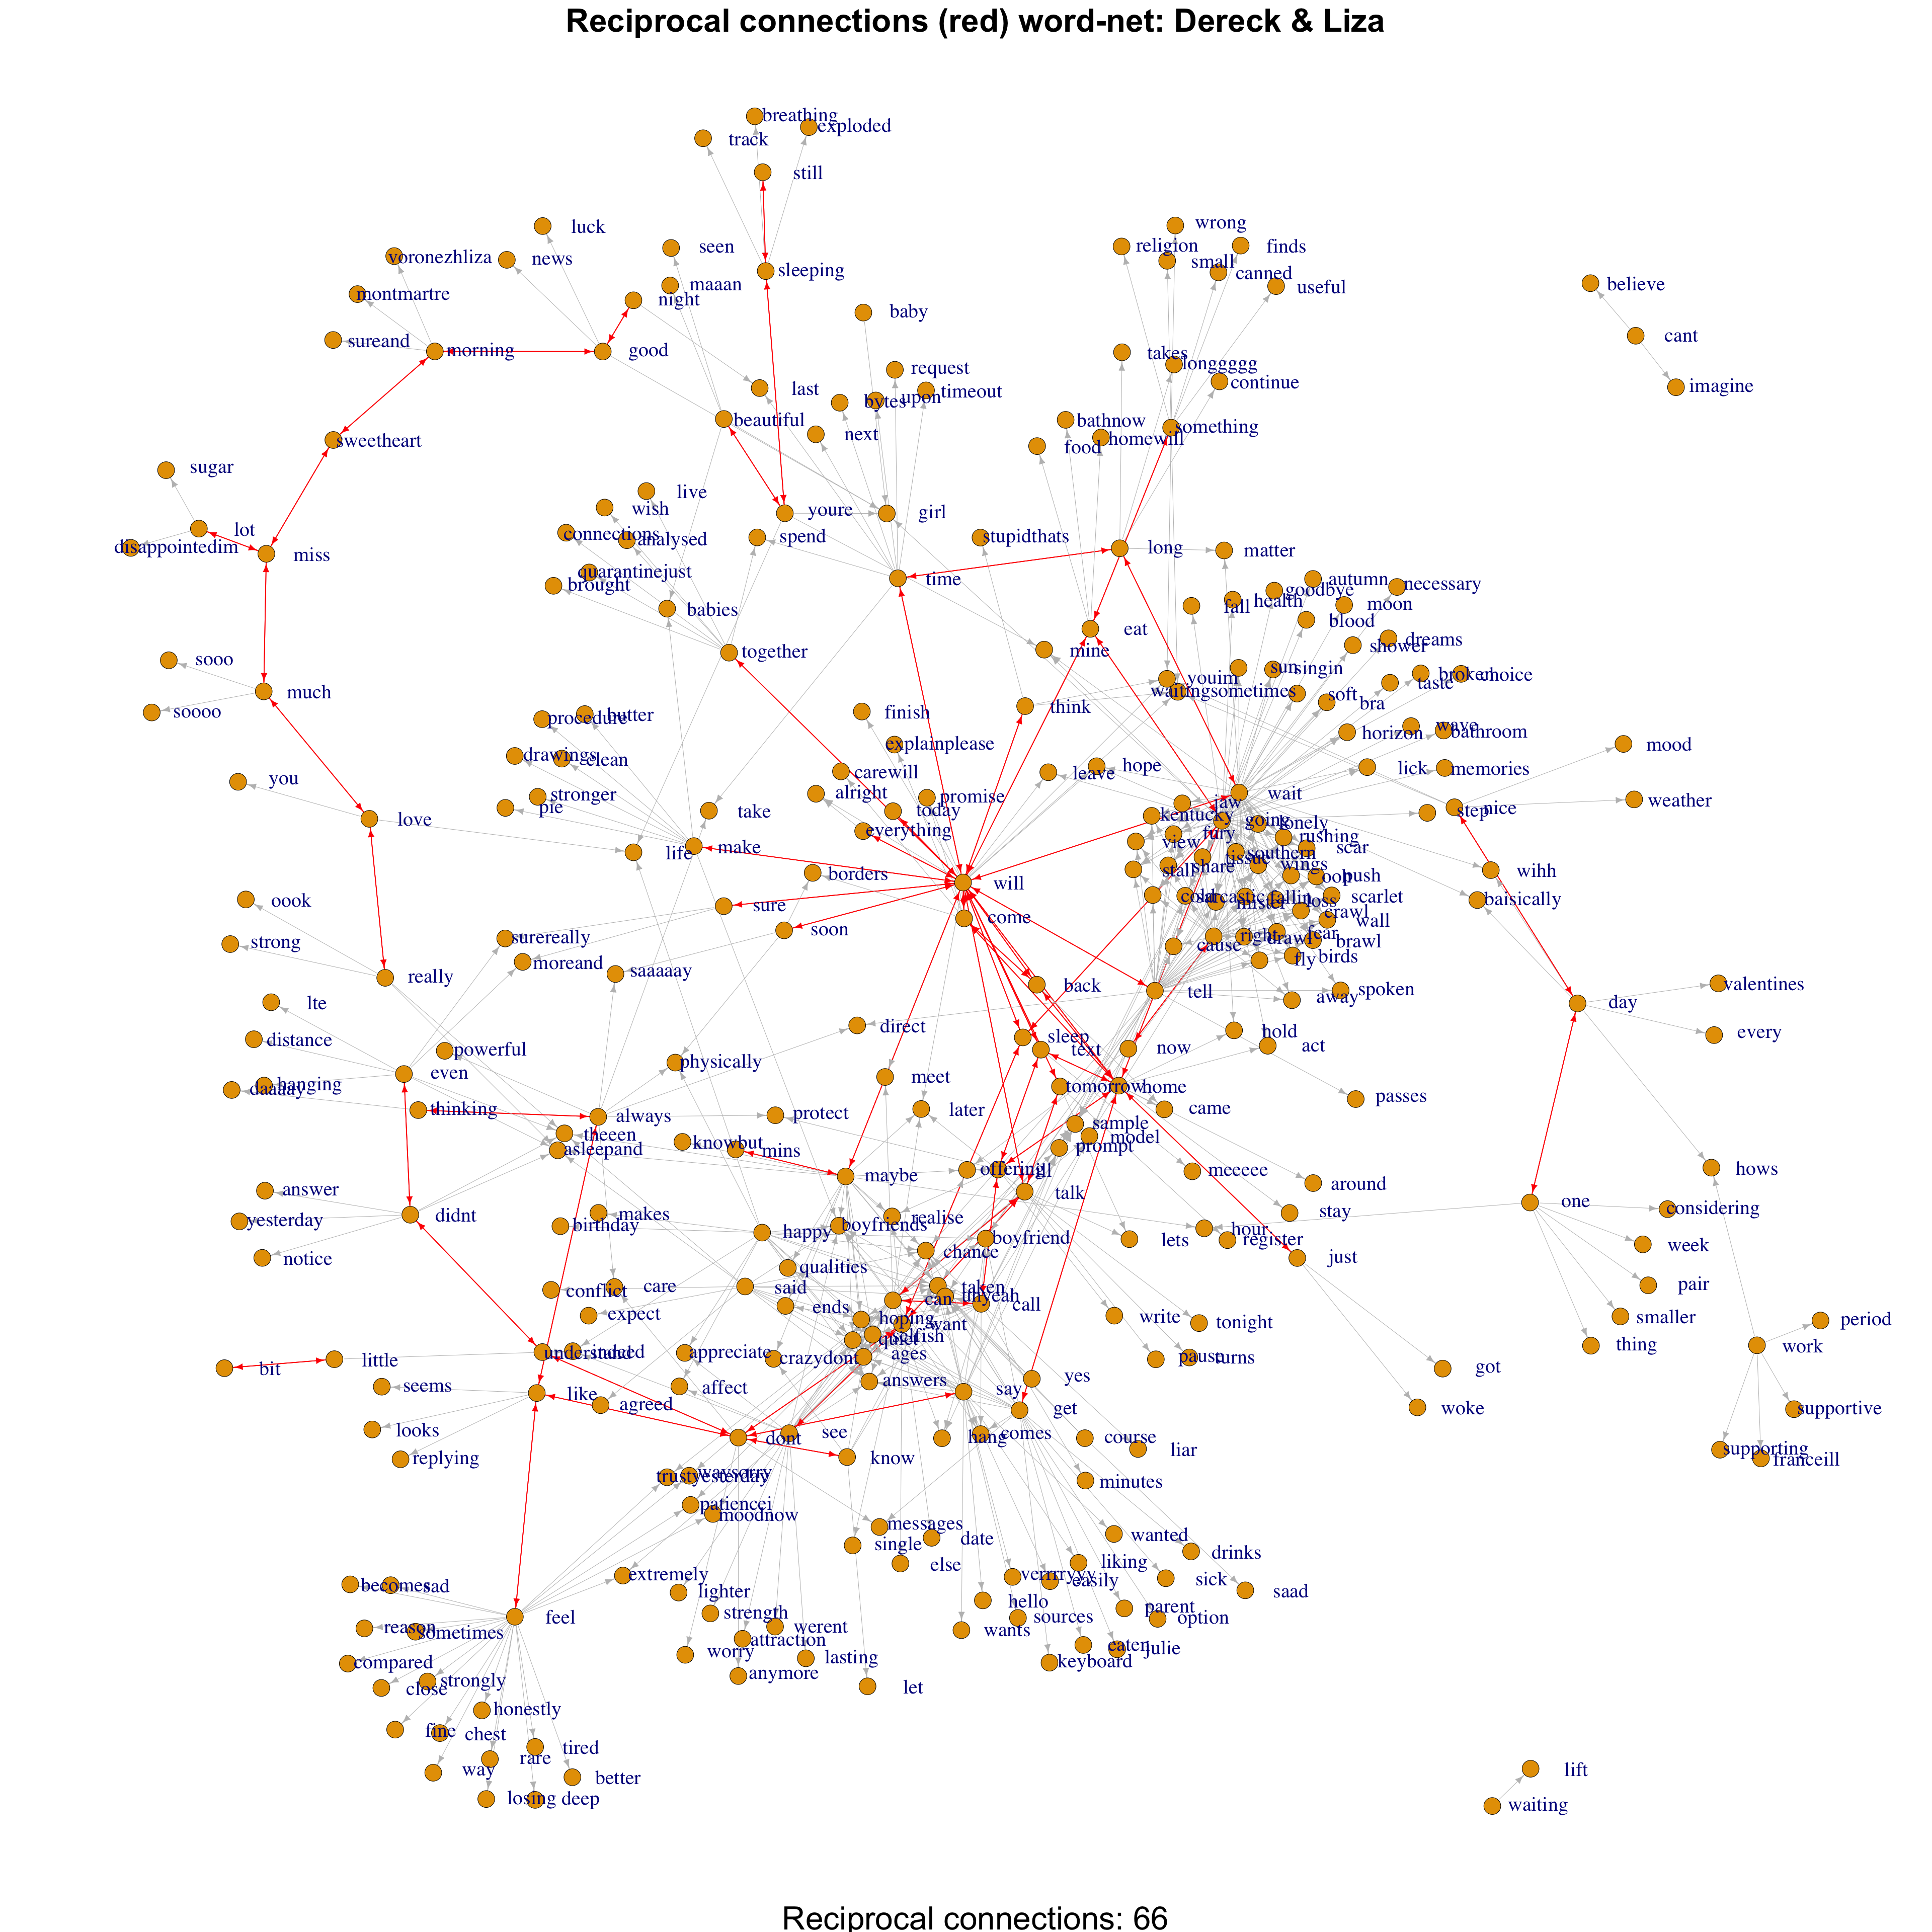 Reciprocal connections (red) word-net: Dereck & Liza
breathing
exploded
track
still
luck
wrong
seen
religion
finds
voronezhliza
news
small
sleeping
canned
believe
montmartre
maaan
useful
night
baby
sureand
cant
morning
good
takes
longgggg
request
continue
imagine
last
timeout
bytes
upon
beautiful
bathnow
something
next
homewill
sweetheart
food
sugar
live
wish
youre
girl
lot
connections
analysed
spend
stupidthats
disappointedim
miss
long
matter
quarantinejust
time
autumn
brought
necessary
goodbye
babies
health
fall
moon
blood
eat
dreams
shower
together
mine
sooo
sun
singin
youim
broken
choice
much
waitingsometimes
soft
taste
soooo
think
bra
finish
procedure
butter
wave
horizon
bathroom
explainplease
mood
drawings
clean
hope
lick
memories
carewill
leave
you
wait
alright
stronger
promise
weather
pie
take
today
jaw
nice
kentucky
step
love
going
lonely
everything
fury
rushing
view
make
scar
life
southern
tissue
wings
share
stall
wihh
borders
oop
push
will
cold
sarcastic
fallin
scarlet
baisically
mister
loss
oook
sure
crawl
come
wall
soon
strong
surereally
right
drawl
fear
brawl
cause
moreand
birds
fly
saaaaay
really
back
tell
spoken
valentines
away
lte
day
direct
hold
every
distance
sleep
act
powerful
text
now
physically
even
meet
hanging
daaaay
tomorrow
home
passes
thinking
always
protect
later
came
sample
theeen
model
knowbut
asleepand
mins
prompt
offering
hows
maybe
meeeee
around
answer
talk
one
considering
didnt
makes
realise
stay
yesterday
birthday
boyfriends
hour
happy
boyfriend
lets
register
week
notice
chance
just
qualities
pair
conflict
care
said
taken
can
call
ends
expect
write
smaller
hoping
tonight
period
want
selfish
quiet
thing
work
understand
appreciate
crazydont
ages
pause
turns
bit
little
got
seems
affect
answers
yes
like
say
agreed
get
woke
supportive
looks
see
hang
comes
course
dont
liar
supporting
replying
know
franceill
trustyesterday
waysorry
minutes
patiencei
moodnow
messages
date
wanted
single
else
drinks
liking
extremely
verrrryyy
easily
sick
becomes
sad
lighter
saad
hello
parent
strength
sources
option
feel
reason
werent
wants
sometimes
attraction
eaten
julie
worry
lasting
compared
anymore
keyboard
strongly
close
let
honestly
fine
chest
tired
rare
way
lift
better
losing
deep
waiting
Reciprocal connections: 66